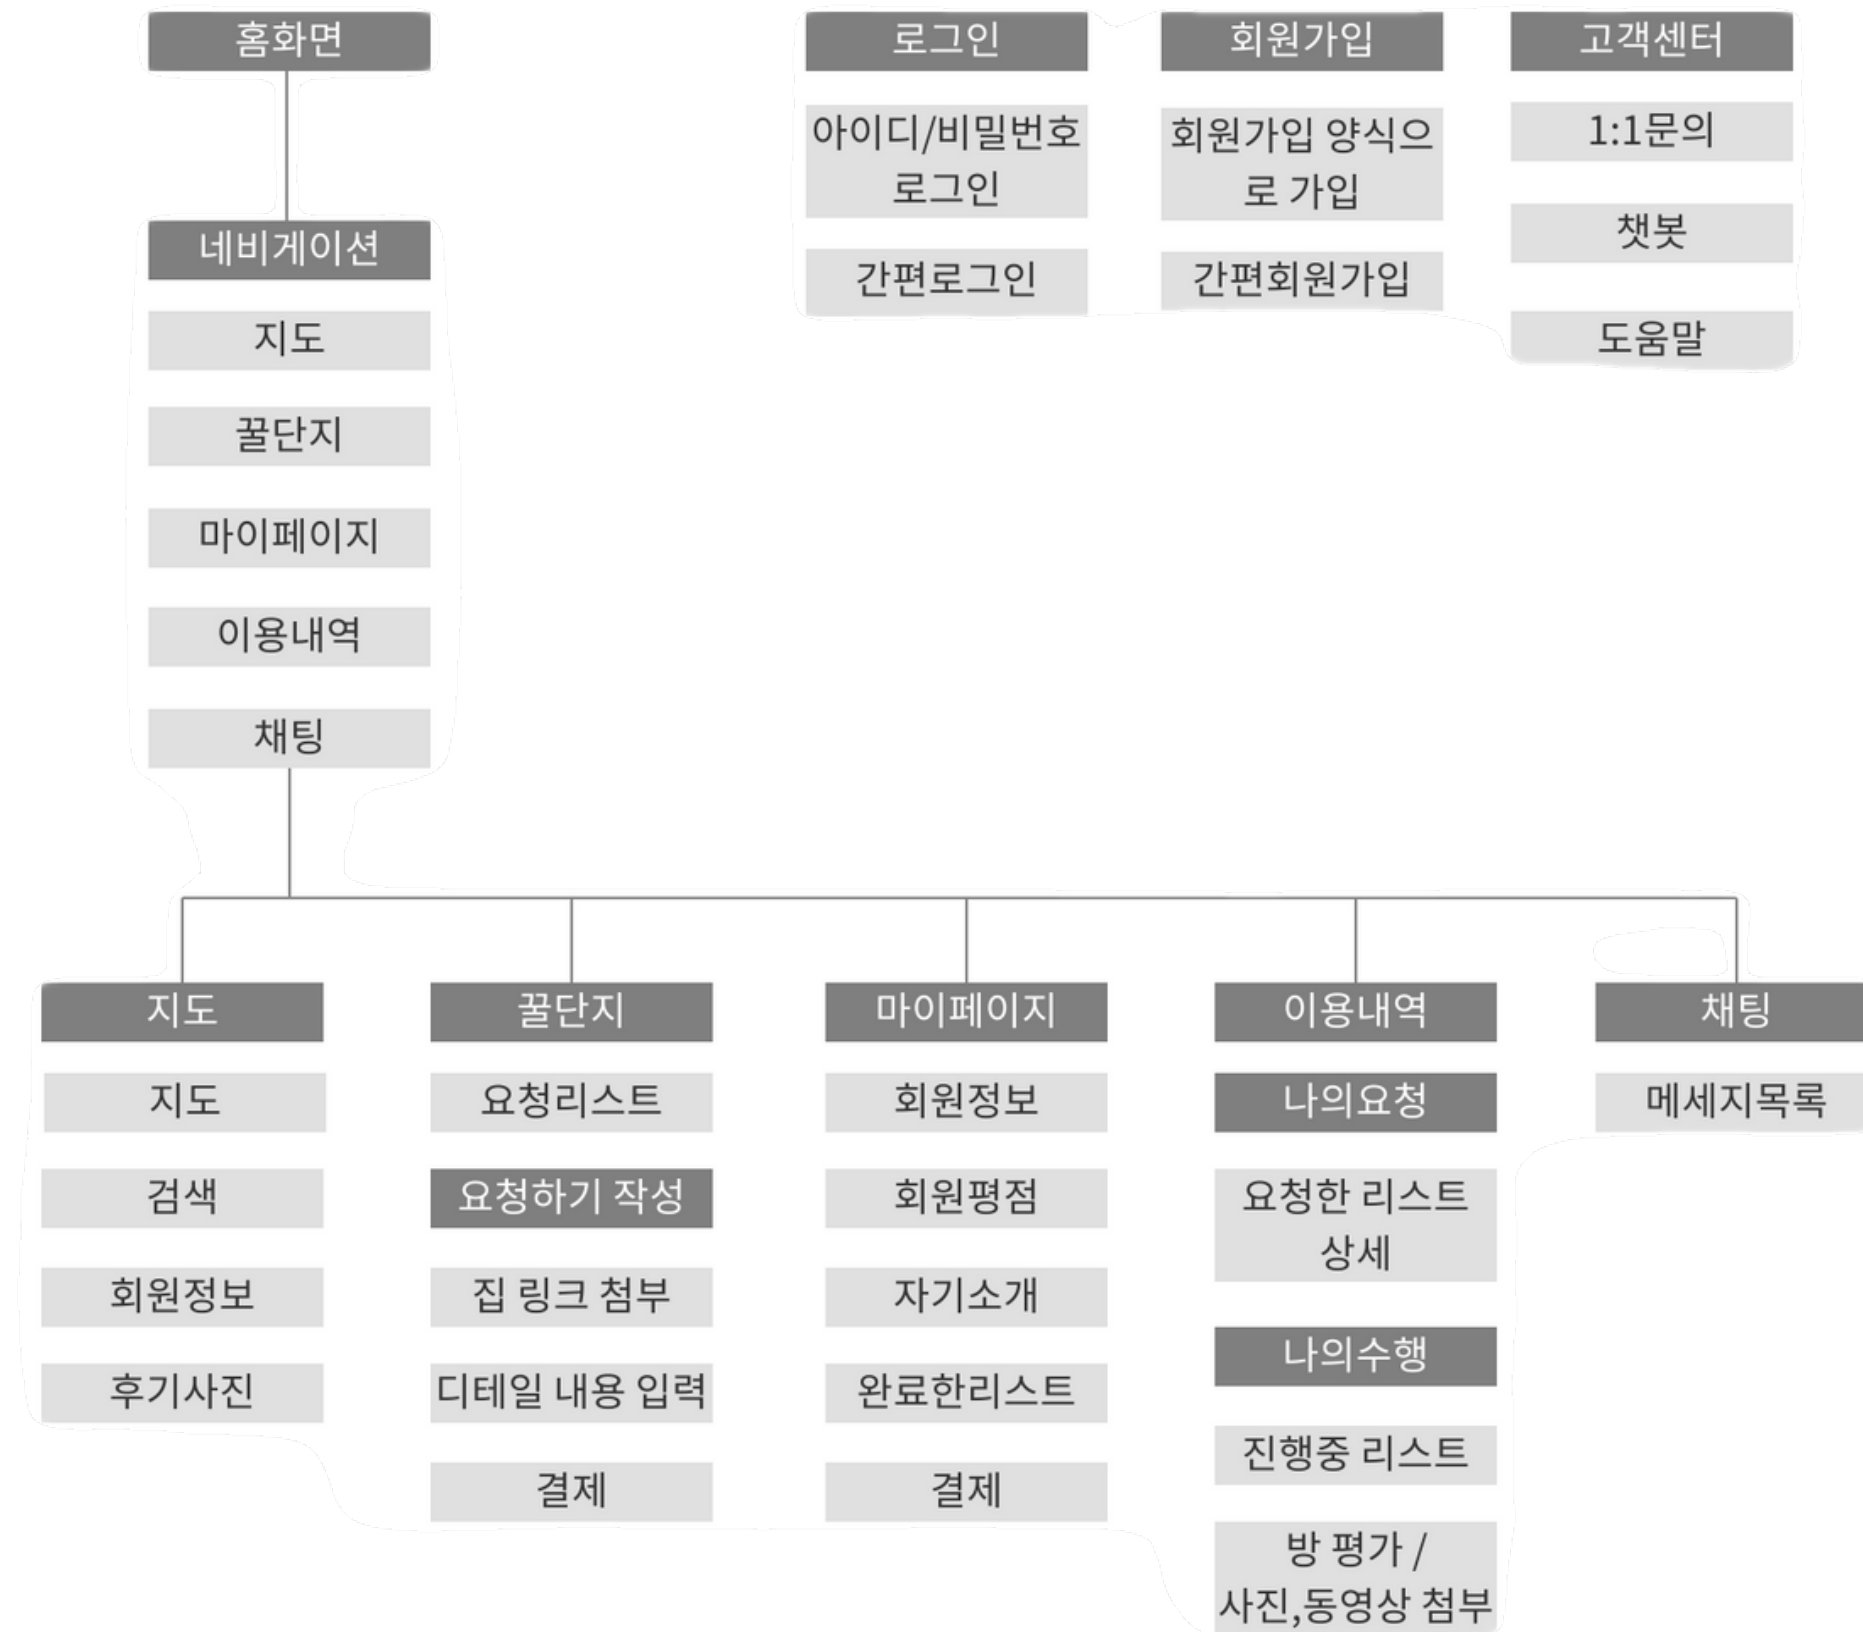 홈화면
네비게이션
지도
꿀단지
마이페이지
이용내역
채팅
로그인
아이디/비밀번호
로그인
간편로그인
회원가입
회원가입 양식으
로 가입
간편회원가입
고객센터
1:1문의
챗봇
도움말
지도
지도
검색
회원정보
후기사진
꿀단지
요청리스트
요청하기 작성
집 링크 첨부
디테일 내용 입력
결제
마이페이지
회원정보
회원평점
자기소개
완료한리스트
결제
이용내역
나의요청
요청한 리스트
상세
나의수행
진행중 리스트
방 평가 /
사진,동영상 첨부
채팅
메세지목록